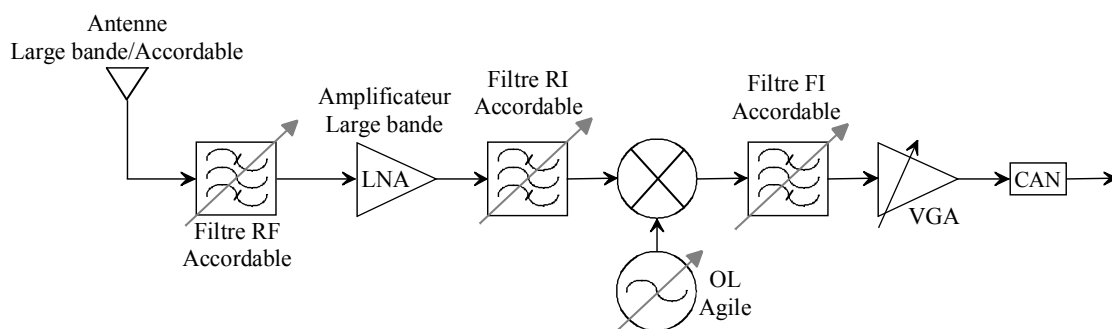 Antenne
Large bande/Accordable
Filtre RF
Accordable
Amplificateur
Large bande
LNA
Filtre RI
Accordable
OL
Agile
Filtre FI
Accordable
VGA
CAN